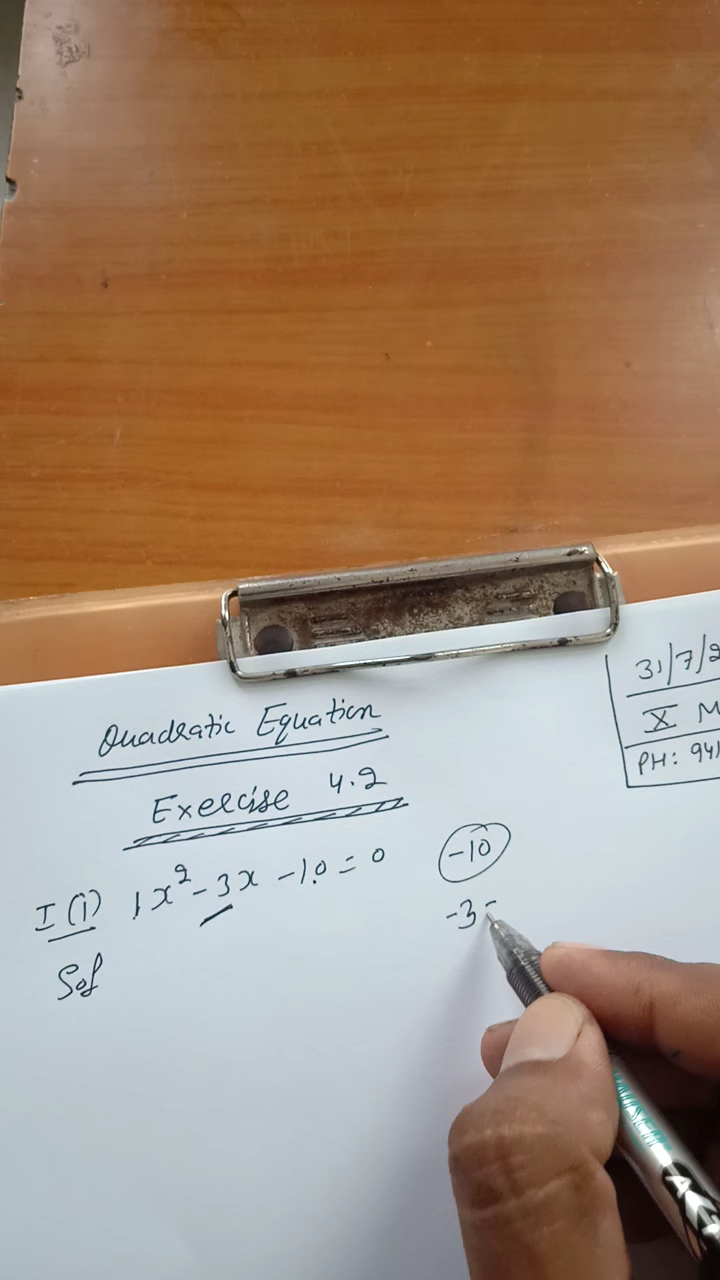 Quadratic Equation
Exercise 4.2
I (i) 1x² - 3x - 10 = 0
Sol
-10
-3 =
31/7/2
X M
PH: 94